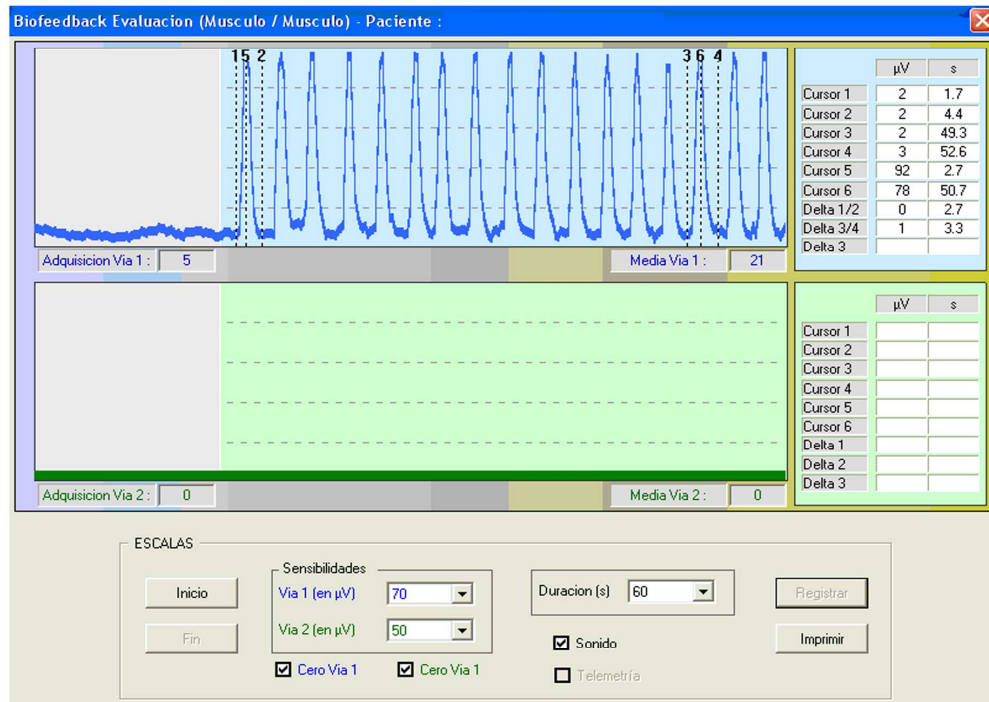 Biofeedback Evaluacion (Musculo / Musculo) - Paciente :
1 5 2 3 6 4
µV s
Cursor 1 2 1.7
Cursor 2 2 4.4
Cursor 3 2 49.3
Cursor 4 3 52.6
Cursor 5 92 2.7
Cursor 6 78 50.7
Delta 1/2 0 2.7
Delta 3/4 1 3.3
Delta 3
Adquisicion Via 1 : 5 Media Via 1 : 21
µV s
Cursor 1
Cursor 2
Cursor 3
Cursor 4
Cursor 5
Cursor 6
Delta 1
Delta 2
Delta 3
Adquisicion Via 2 : 0 Media Via 2 : 0
ESCALAS
Sensibilidades
Inicio Via 1 (en µV) 70 Duracion (s) 60 Registrar
Fin Via 2 (en µV) 50 Sonido Imprimir
Cero Via 1 Cero Via 1 Telemetría